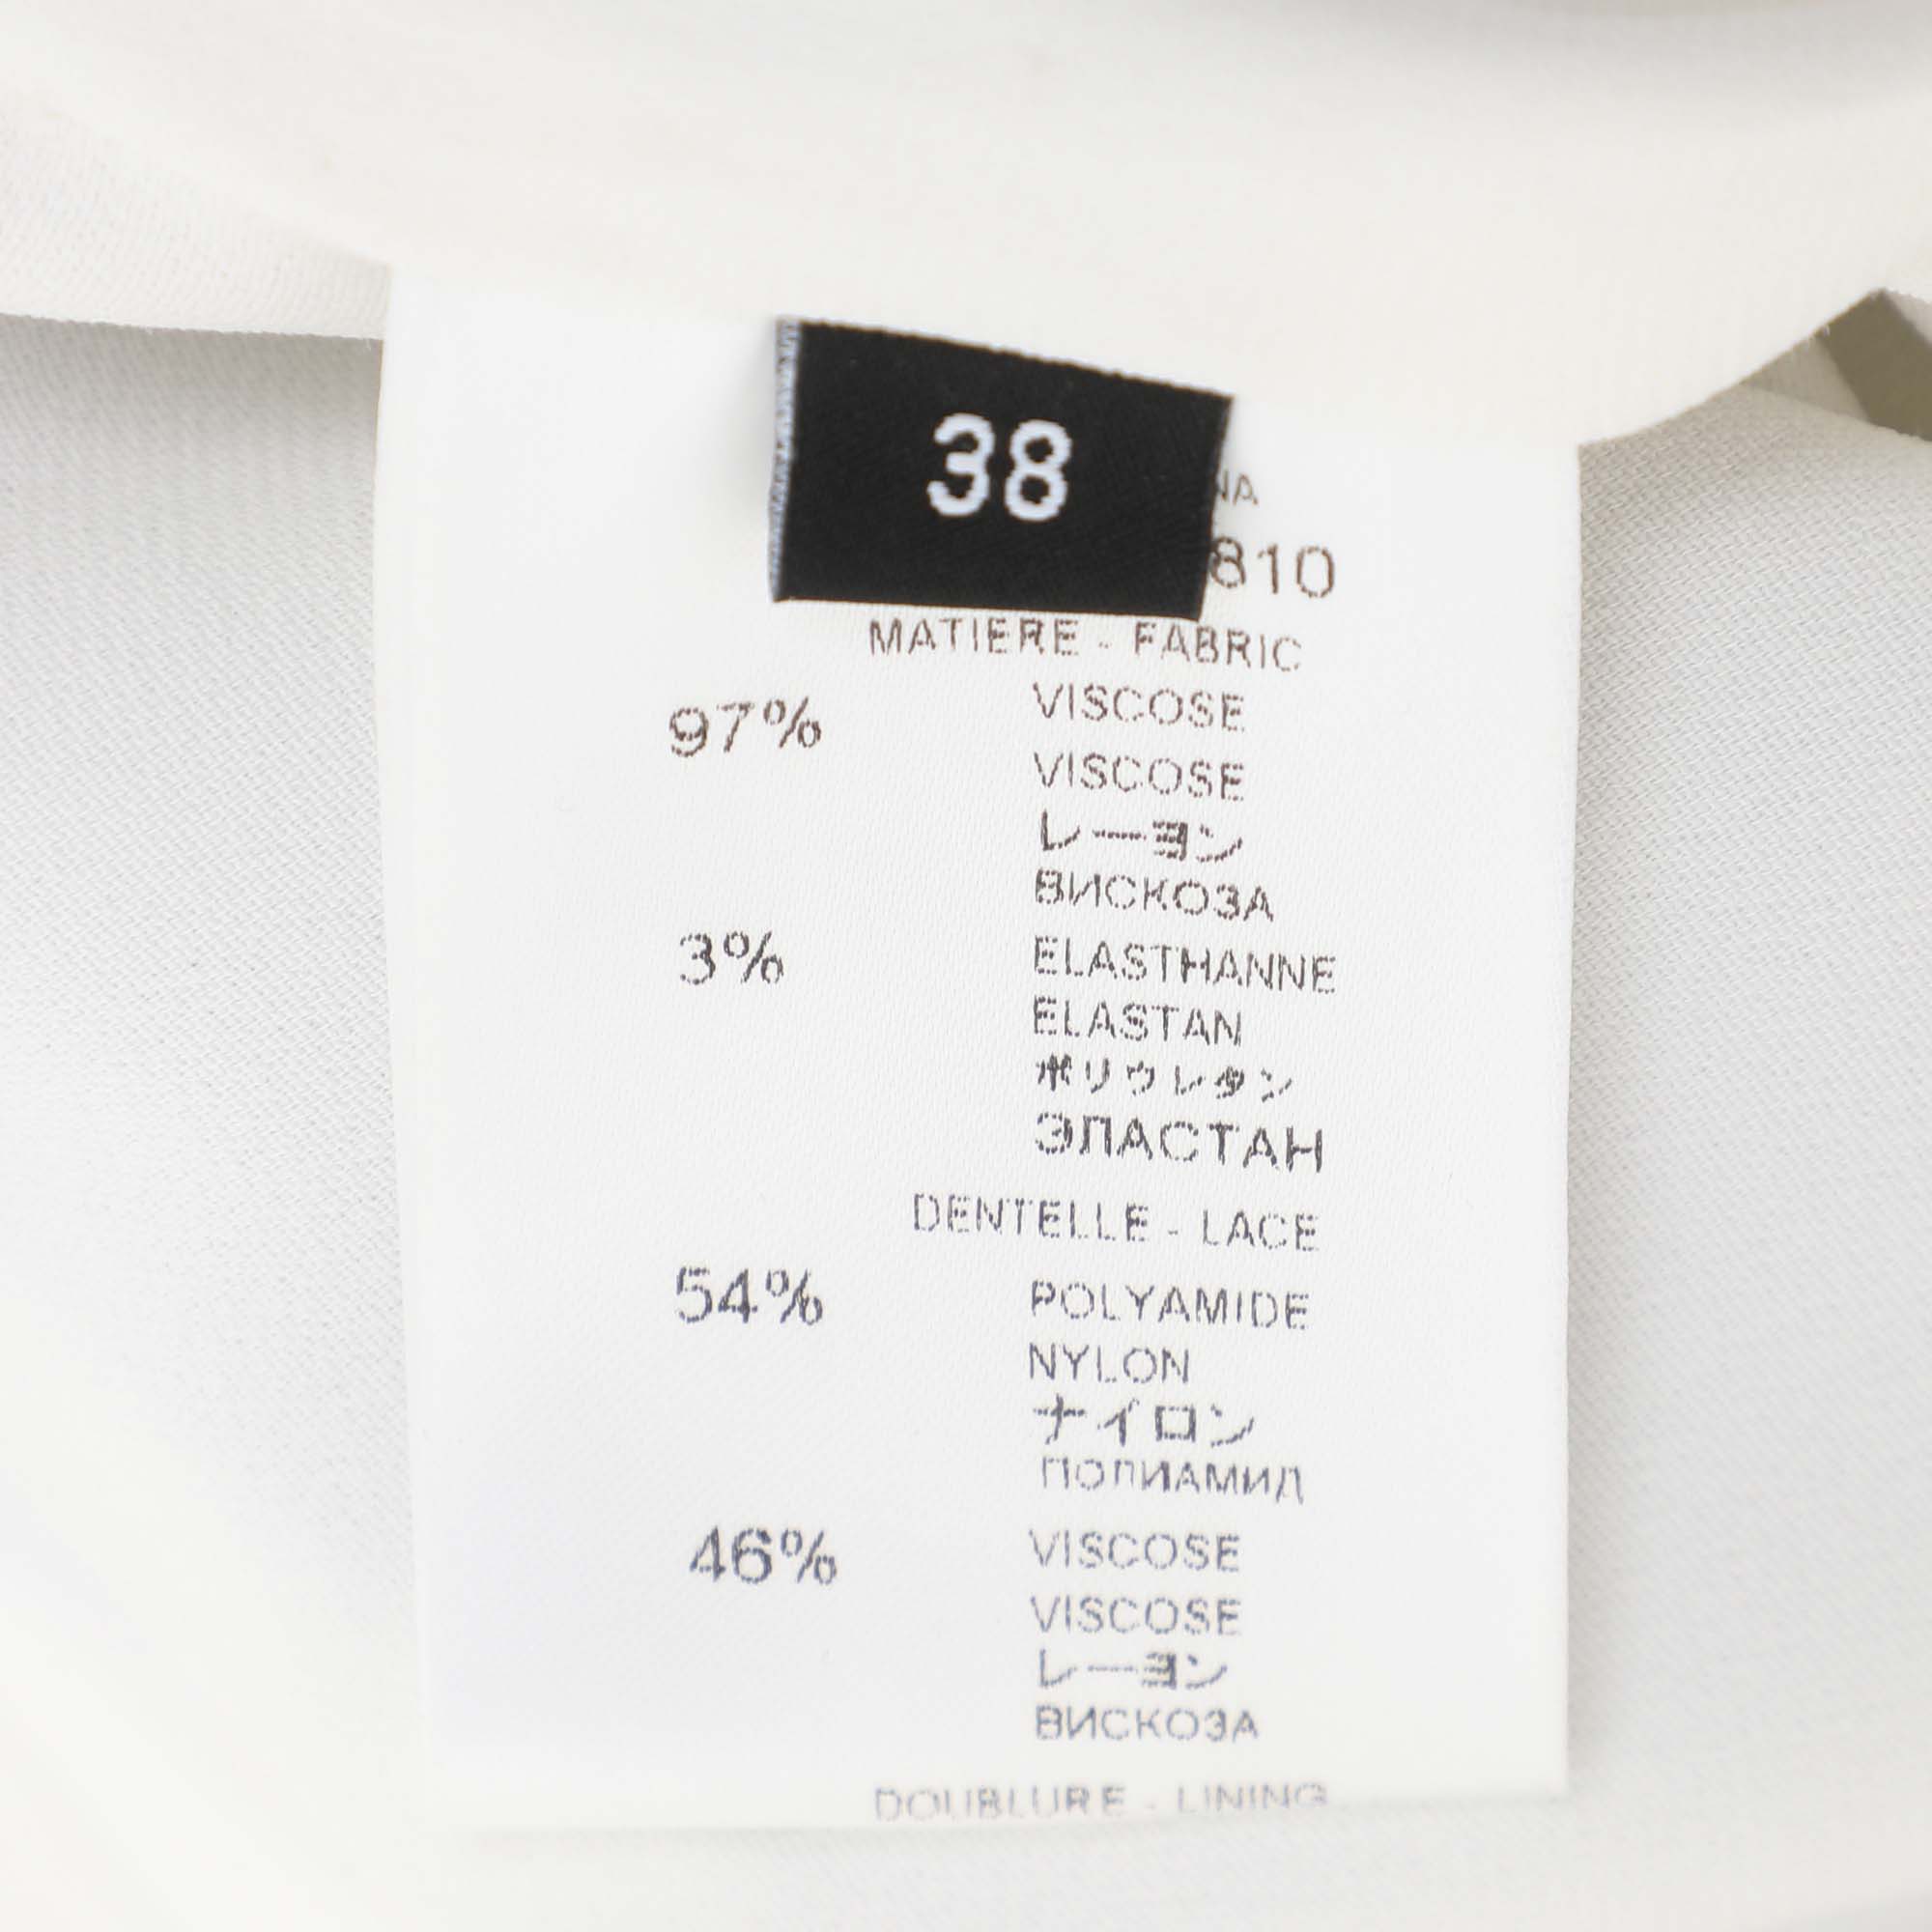 38
810
MATIERE - FABRIC
97% VISCOSE
VISCOSE
レーヨン
ВИСКОЗА
3% ELASTHANNE
ELASTAN
ポリウレタン
ЭЛАСТАН
DENTELLE - LACE
54% POLYAMIDE
NYLON
ナイロン
ПОЛИАМИД
46% VISCOSE
VISCOSE
レーヨン
ВИСКОЗА
DOUBLURE - LINING